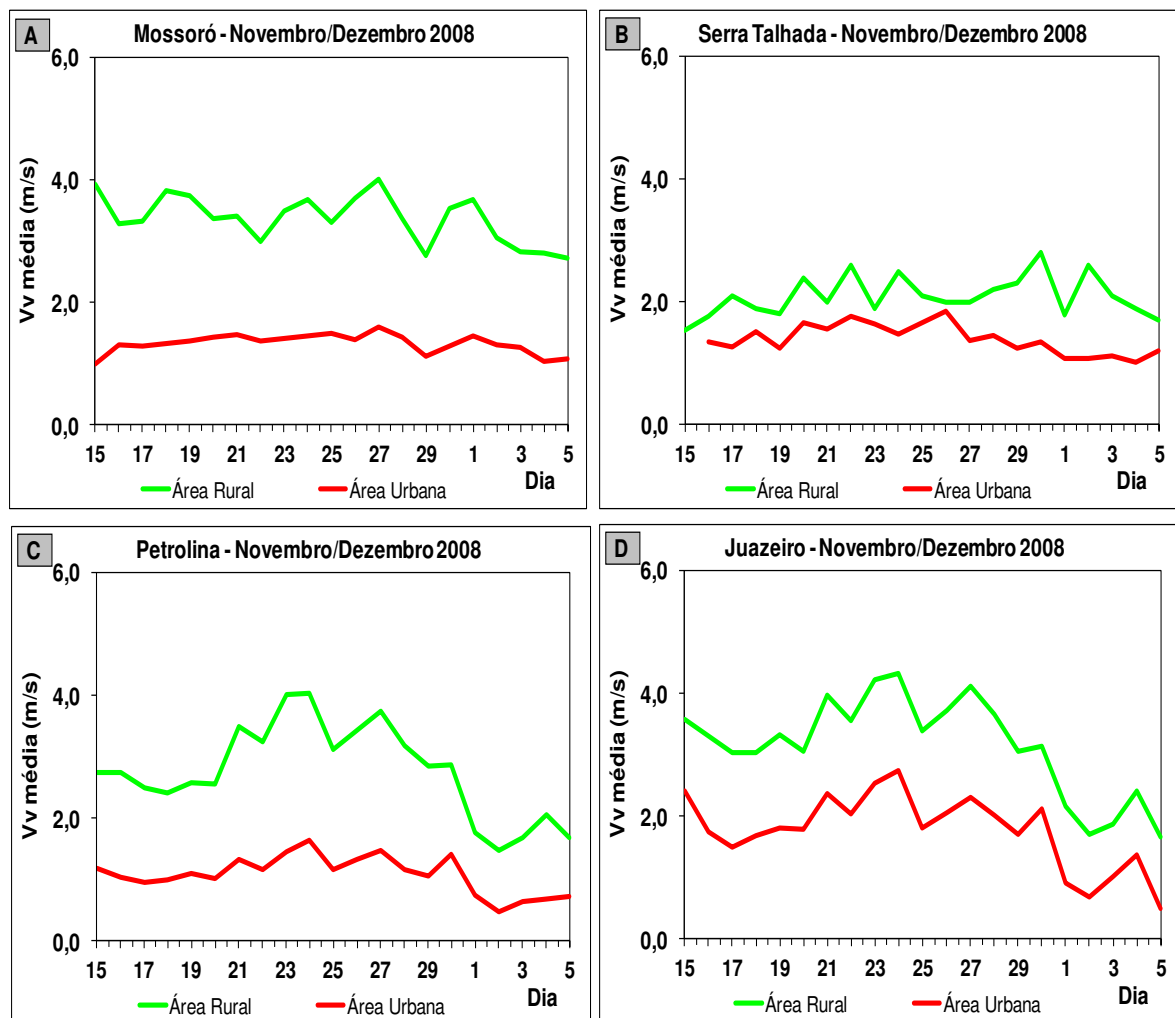 A
Mossoró - Novembro/Dezembro 2008
6,0
4,0
2,0
0,0
Vv média (m/s)
15 17 19 21 23 25 27 29 1 3 5
Dia
Área Rural Área Urbana
B
Serra Talhada - Novembro/Dezembro 2008
6,0
4,0
2,0
0,0
Vv média (m/s)
15 17 19 21 23 25 27 29 1 3 5
Dia
Área Rural Área Urbana
C
Petrolina - Novembro/Dezembro 2008
6,0
4,0
2,0
0,0
Vv média (m/s)
15 17 19 21 23 25 27 29 1 3 5
Dia
Área Rural Área Urbana
D
Juazeiro - Novembro/Dezembro 2008
6,0
4,0
2,0
0,0
Vv média (m/s)
15 17 19 21 23 25 27 29 1 3 5
Dia
Área Rural Área Urbana